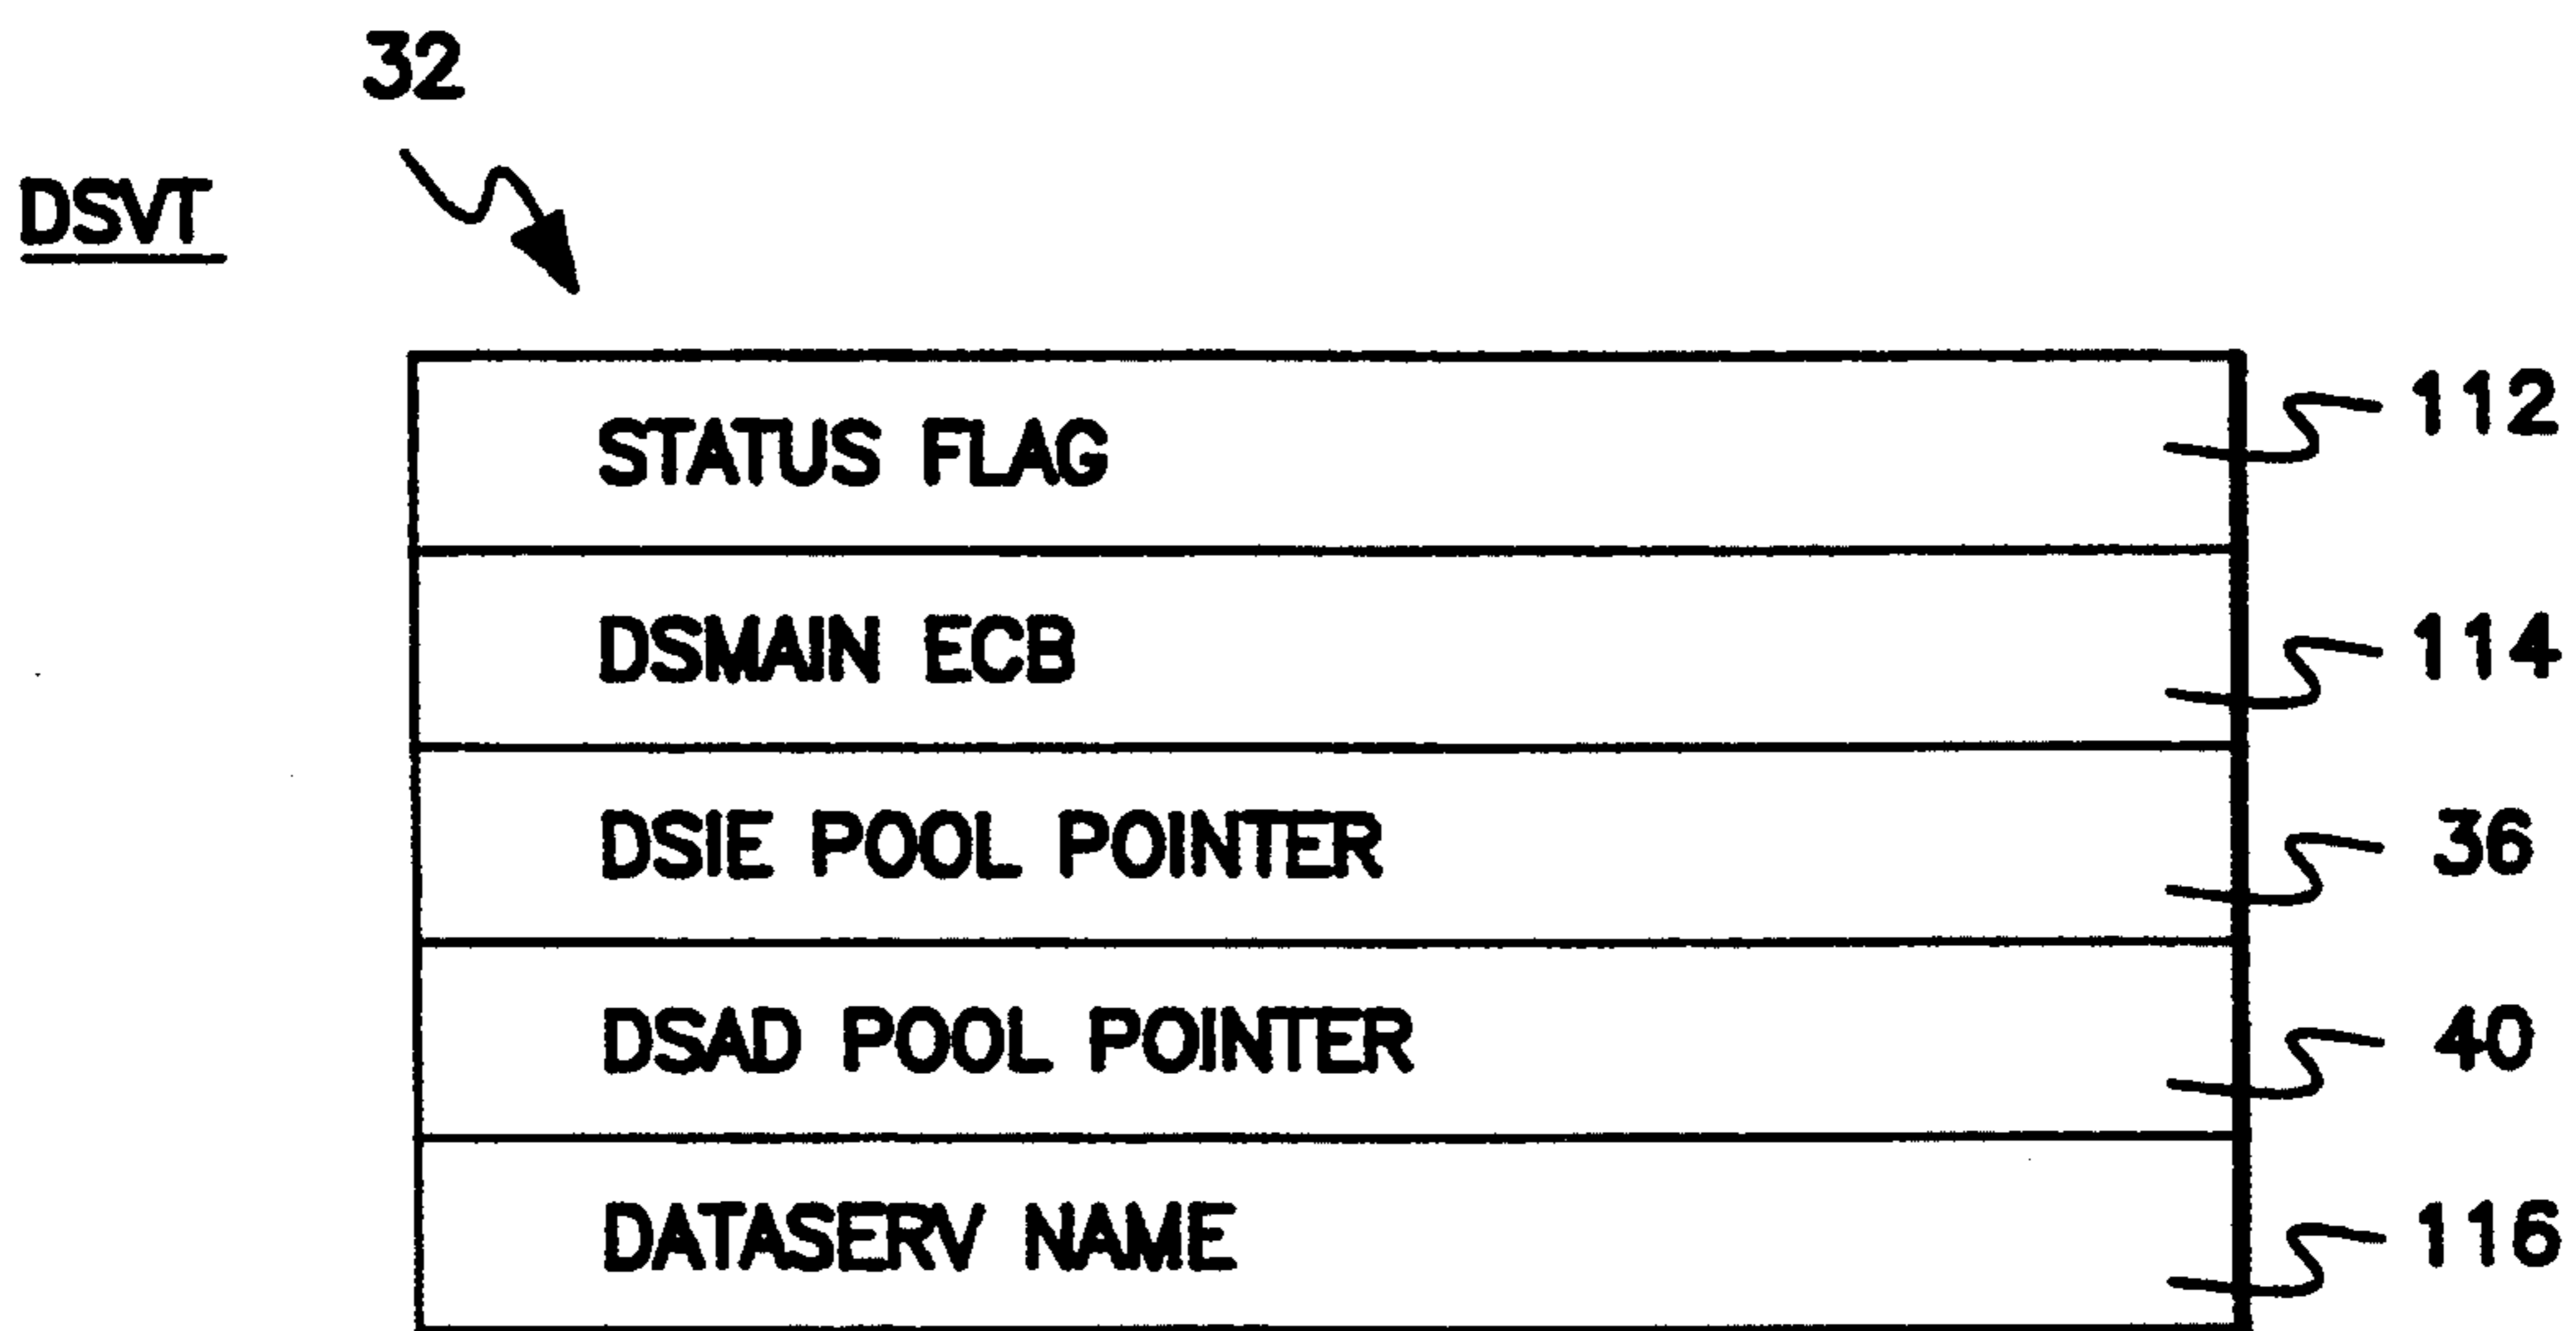 32
DSVT
STATUS FLAG 112
DSMAIN ECB 114
DSIE POOL POINTER 36
DSAD POOL POINTER 40
DATASERV NAME 116